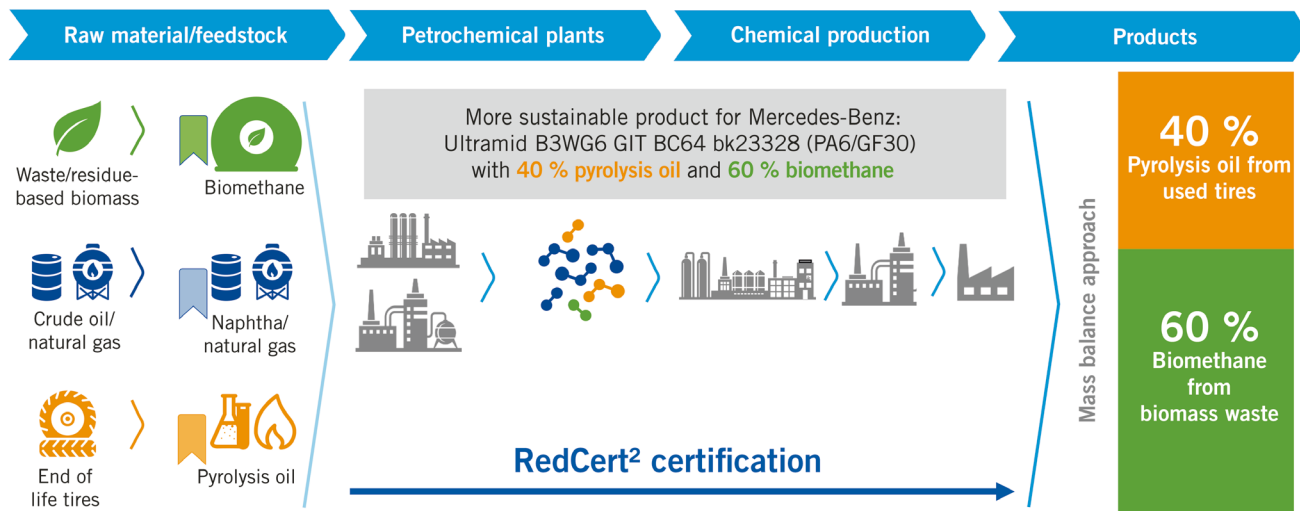 Raw material/feedstock
Petrochemical plants
Chemical production
Products
Waste/residue-
based biomass
Biomethane
Crude oil/
natural gas
Naphtha/
natural gas
End of
life tires
Pyrolysis oil
More sustainable product for Mercedes-Benz:
Ultramid B3WG6 GIT BC64 bk23328 (PA6/GF30)
with 40 % pyrolysis oil and 60 % biomethane
RedCert² certification
Mass balance approach
40 %
Pyrolysis oil from
used tires
60 %
Biomethane
from
biomass waste